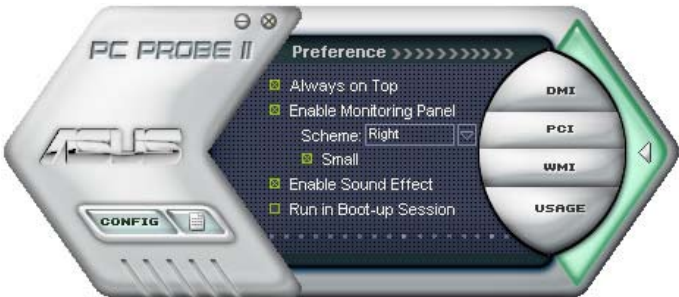 PC PROBE II
Preference
Always on Top
Enable Monitoring Panel
Scheme: Right
Small
Enable Sound Effect
Run in Boot-up Session
ASUS
CONFIG
DMI
PCI
WMI
USAGE